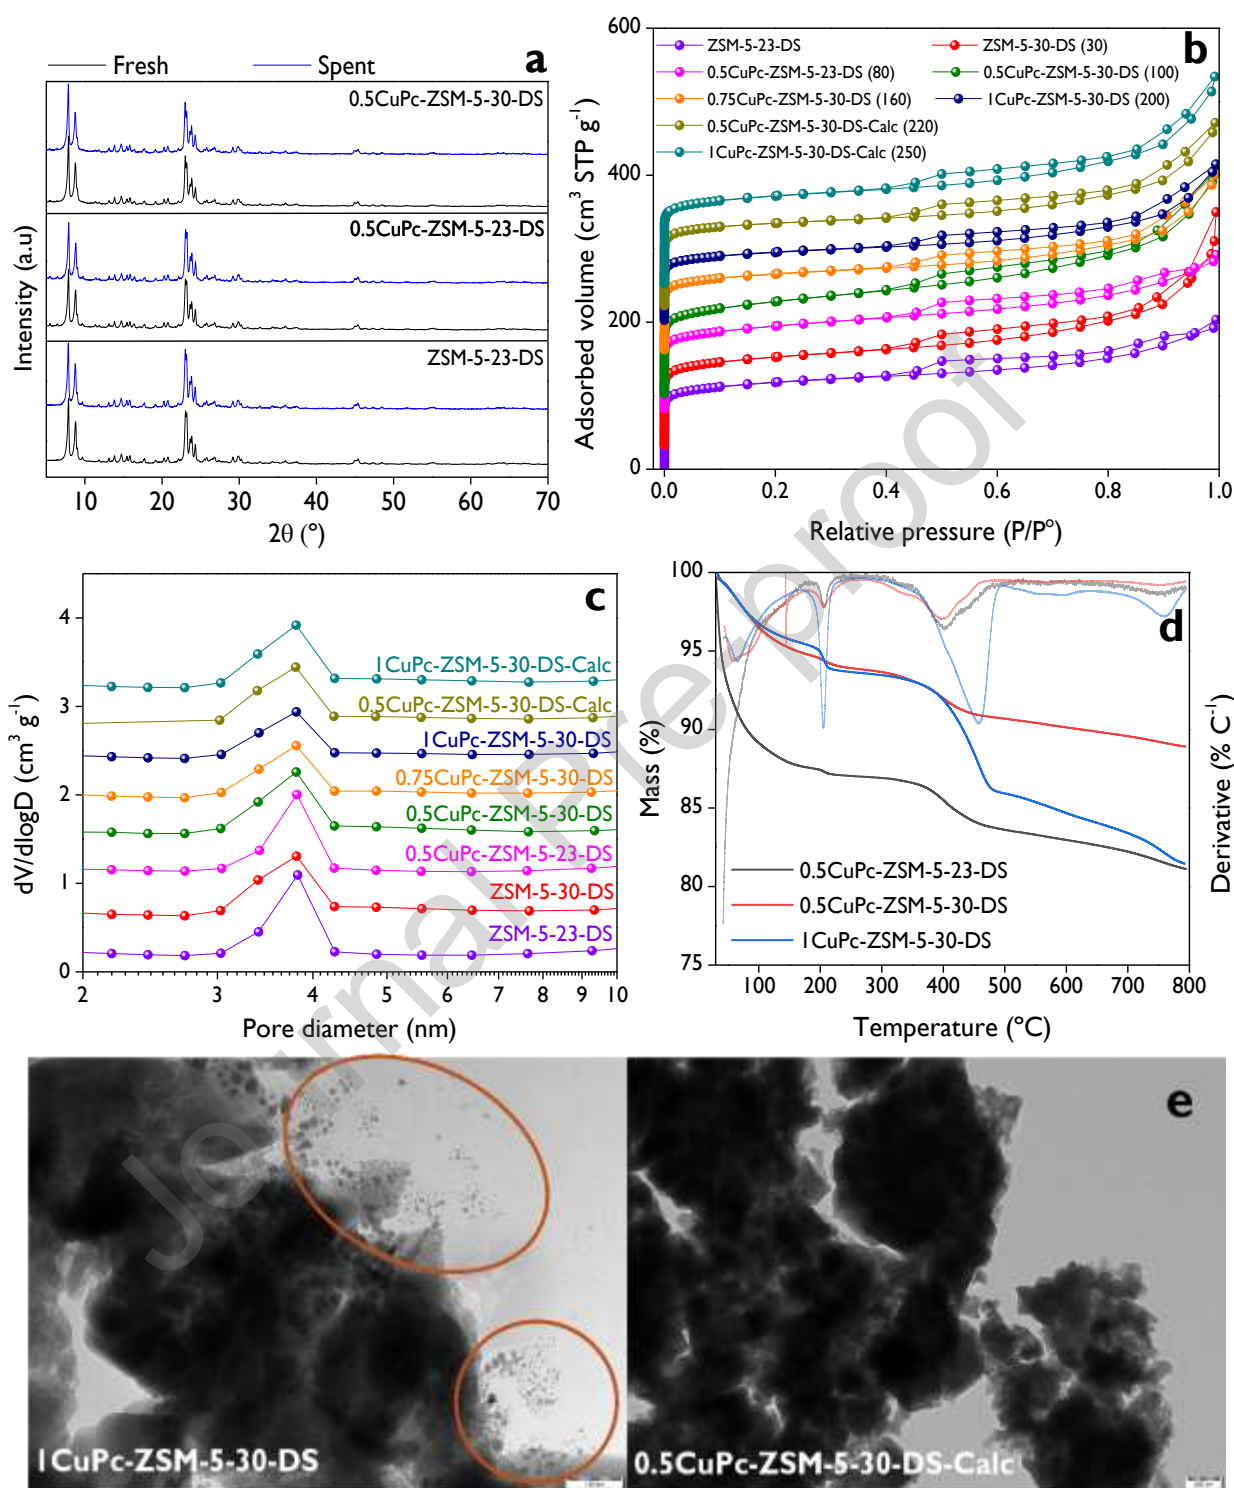 a
Fresh
Spent
0.5CuPc-ZSM-5-30-DS
0.5CuPc-ZSM-5-23-DS
ZSM-5-23-DS
Intensity (a.u)
10 20 30 40 50 60 70
2θ (°)
b
ZSM-5-23-DS
ZSM-5-30-DS (30)
0.5CuPc-ZSM-5-23-DS (80)
0.5CuPc-ZSM-5-30-DS (100)
0.75CuPc-ZSM-5-30-DS (160)
1CuPc-ZSM-5-30-DS (200)
0.5CuPc-ZSM-5-30-DS-Calc (220)
1CuPc-ZSM-5-30-DS-Calc (250)
Adsorbed volume (cm³ STP g⁻¹)
600
400
200
0
0.0 0.2 0.4 0.6 0.8 1.0
Relative pressure (P/P°)
c
1CuPc-ZSM-5-30-DS-Calc
0.5CuPc-ZSM-5-30-DS-Calc
1CuPc-ZSM-5-30-DS
0.75CuPc-ZSM-5-30-DS
0.5CuPc-ZSM-5-30-DS
0.5CuPc-ZSM-5-23-DS
ZSM-5-30-DS
ZSM-5-23-DS
dV/dlogD (cm³ g⁻¹)
4
3
2
1
0
2 3 4 5 6 7 8 9 10
Pore diameter (nm)
d
Mass (%)
100
95
90
85
80
75
0.5CuPc-ZSM-5-23-DS
0.5CuPc-ZSM-5-30-DS
1CuPc-ZSM-5-30-DS
Derivative (% C⁻¹)
100 200 300 400 500 600 700 800
Temperature (°C)
e
1CuPc-ZSM-5-30-DS
0.5CuPc-ZSM-5-30-DS-Calc
Journal Pre-proof